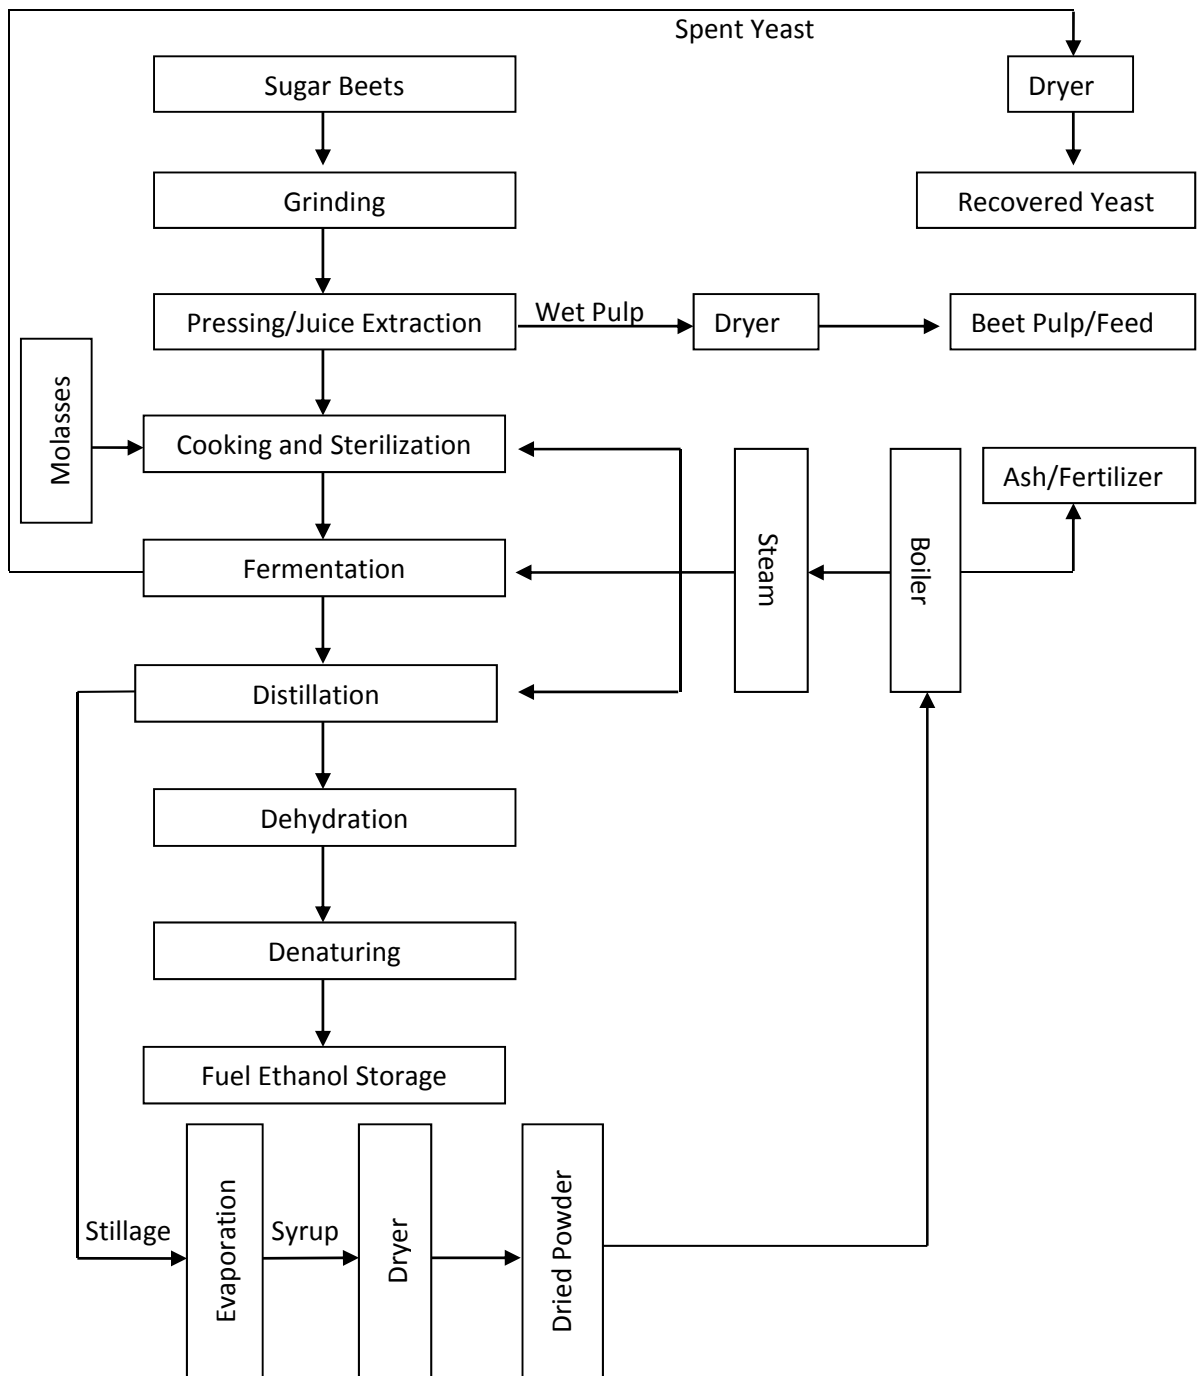 Spent Yeast
Sugar Beets
Dryer
Grinding
Recovered Yeast
Pressing/Juice Extraction
Wet Pulp
Dryer
Beet Pulp/Feed
Molasses
Cooking and Sterilization
Steam
Boiler
Ash/Fertilizer
Fermentation
Distillation
Dehydration
Denaturing
Fuel Ethanol Storage
Stillage
Evaporation
Syrup
Dryer
Dried Powder